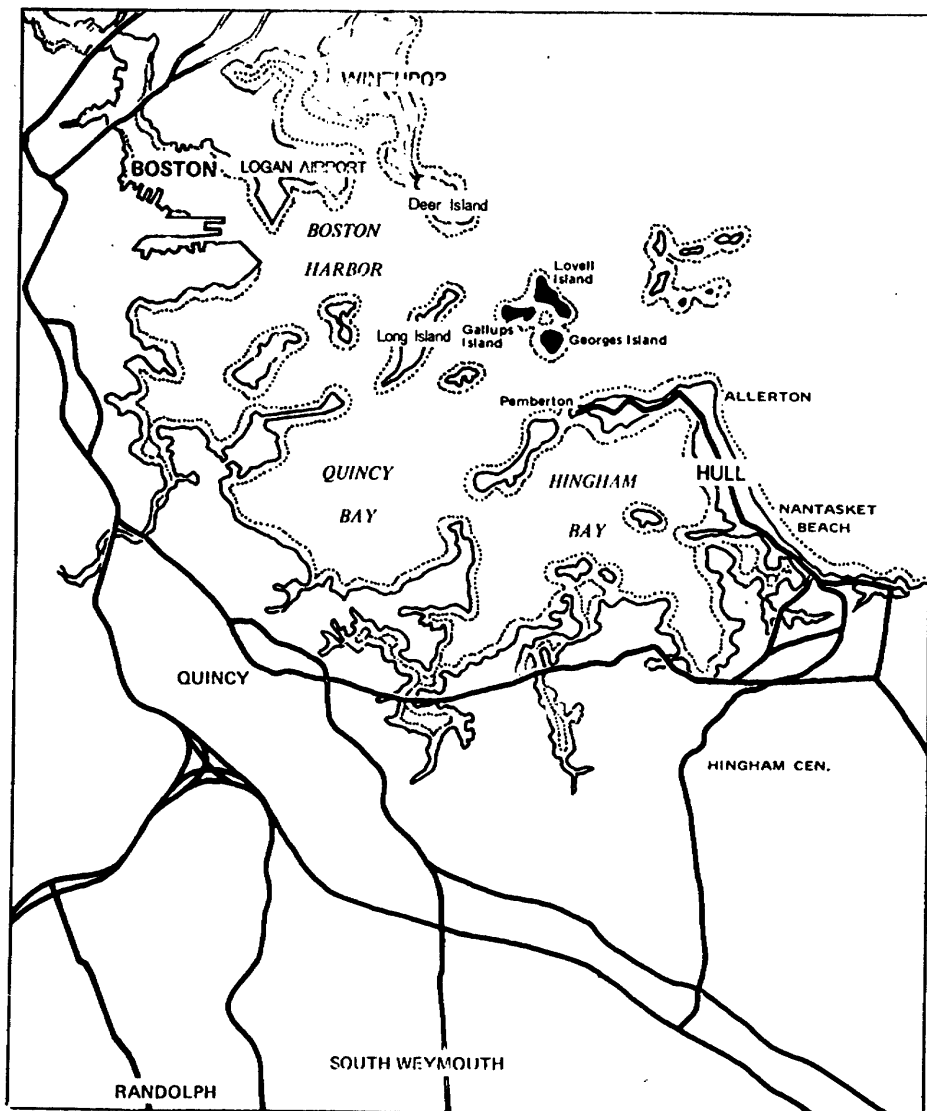 WINTHROP
BOSTON
LOGAN AIRPORT
Deer Island
BOSTON
HARBOR
Lovell
Island
Long Island
Gallups
Island
Georges Island
Pemberton
ALLERTON
QUINCY
BAY
HINGHAM
BAY
HULL
NANTASKET
BEACH
QUINCY
HINGHAM CEN.
SOUTH WEYMOUTH
RANDOLPH